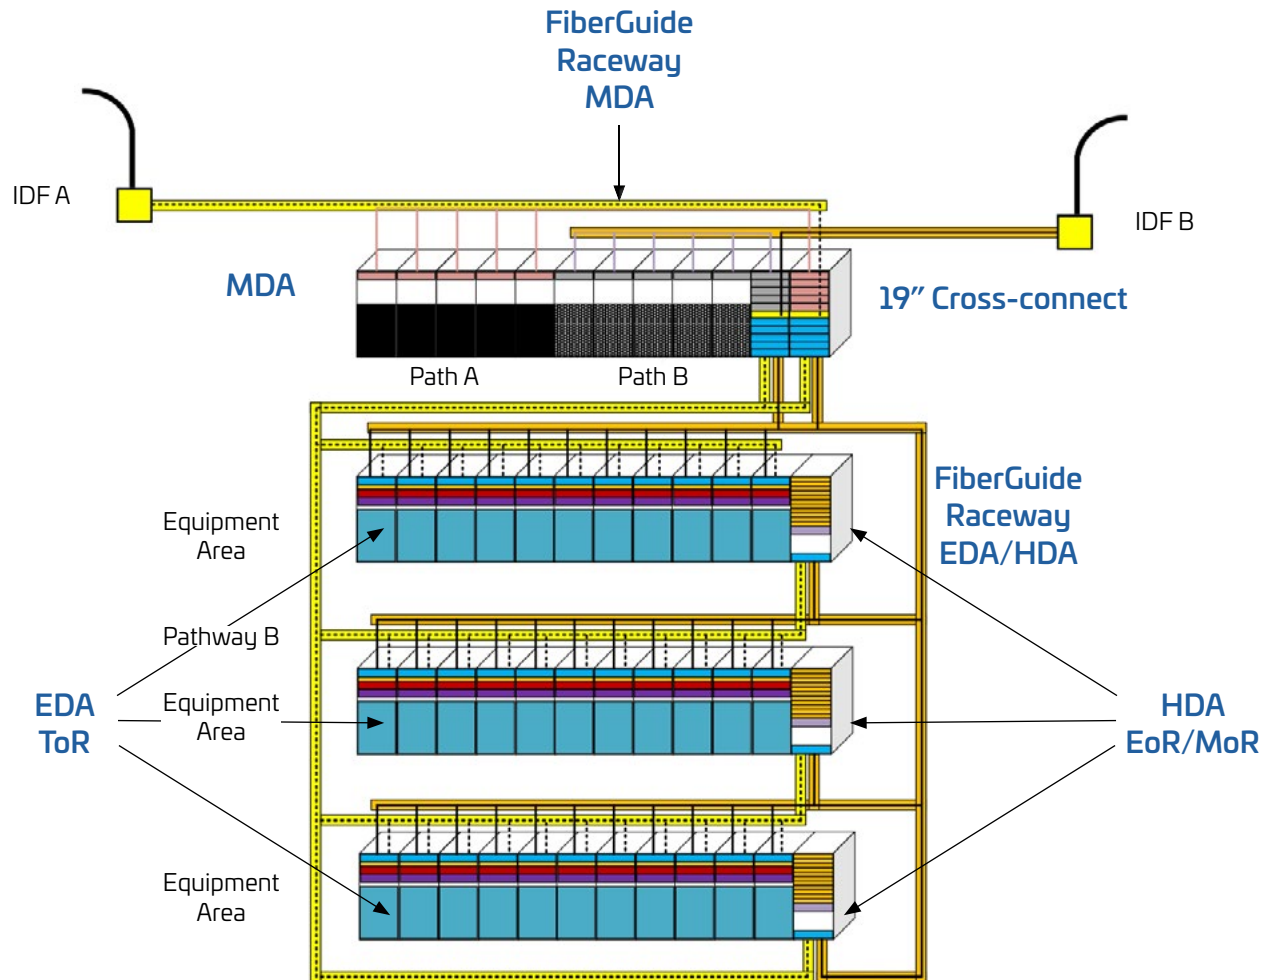 FiberGuide
Raceway
MDA
IDF A
IDF B
MDA
19” Cross-connect
Path A
Path B
FiberGuide
Raceway
EDA/HDA
Equipment
Area
Pathway B
EDA
ToR
Equipment
Area
HDA
EoR/MoR
Equipment
Area